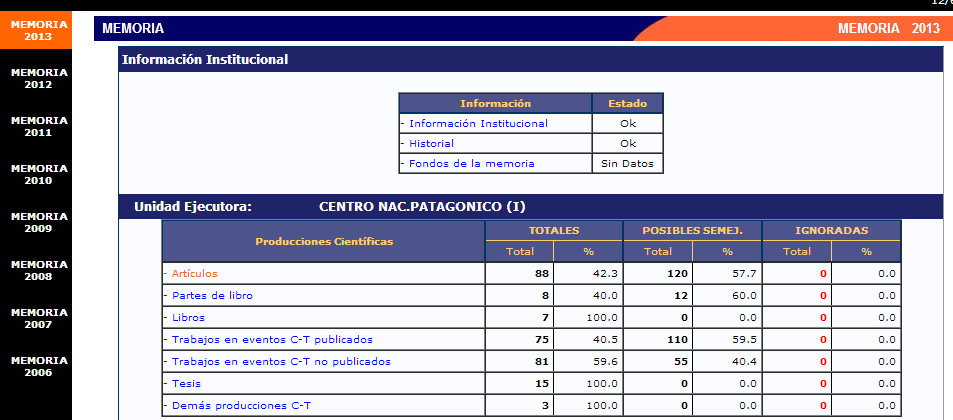 MEMORIA 2013
MEMORIA 2012
MEMORIA 2011
MEMORIA 2010
MEMORIA 2009
MEMORIA 2008
MEMORIA 2007
MEMORIA 2006
MEMORIA MEMORIA 2013
Información Institucional
Información Estado
- Información Institucional Ok
- Historial Ok
- Fondos de la memoria Sin Datos
Unidad Ejecutora: CENTRO NAC.PATAGONICO (I)
Producciones Científicas TOTALES POSIBLES SEMEJ. IGNORADAS
Total % Total % Total %
- Artículos 88 42.3 120 57.7 0 0.0
- Partes de libro 8 40.0 12 60.0 0 0.0
- Libros 7 100.0 0 0.0 0 0.0
- Trabajos en eventos C-T publicados 75 40.5 110 59.5 0 0.0
- Trabajos en eventos C-T no publicados 81 59.6 55 40.4 0 0.0
- Tesis 15 100.0 0 0.0 0 0.0
- Demás producciones C-T 3 100.0 0 0.0 0 0.0